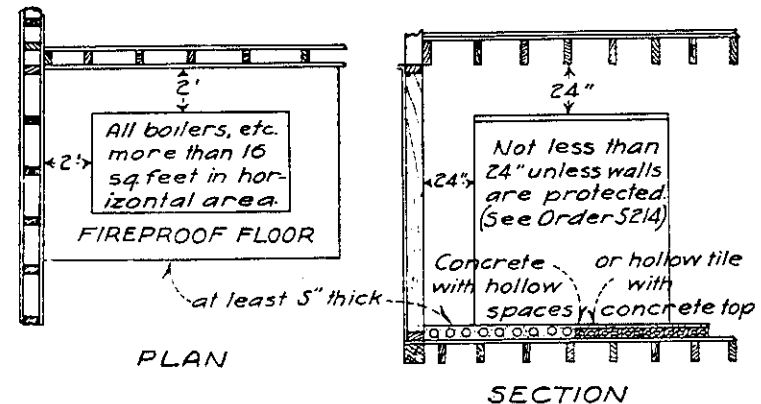 2'
2'
All boilers, etc.
more than 16
sq. feet in hor-
izontal area.
FIREPROOF FLOOR
at least 5" thick
PLAN
24"
24"
Not less than
24" unless walls
are protected
(See Order 5214)
Concrete
with hollow
spaces
or hollow tile
with
concrete top
SECTION